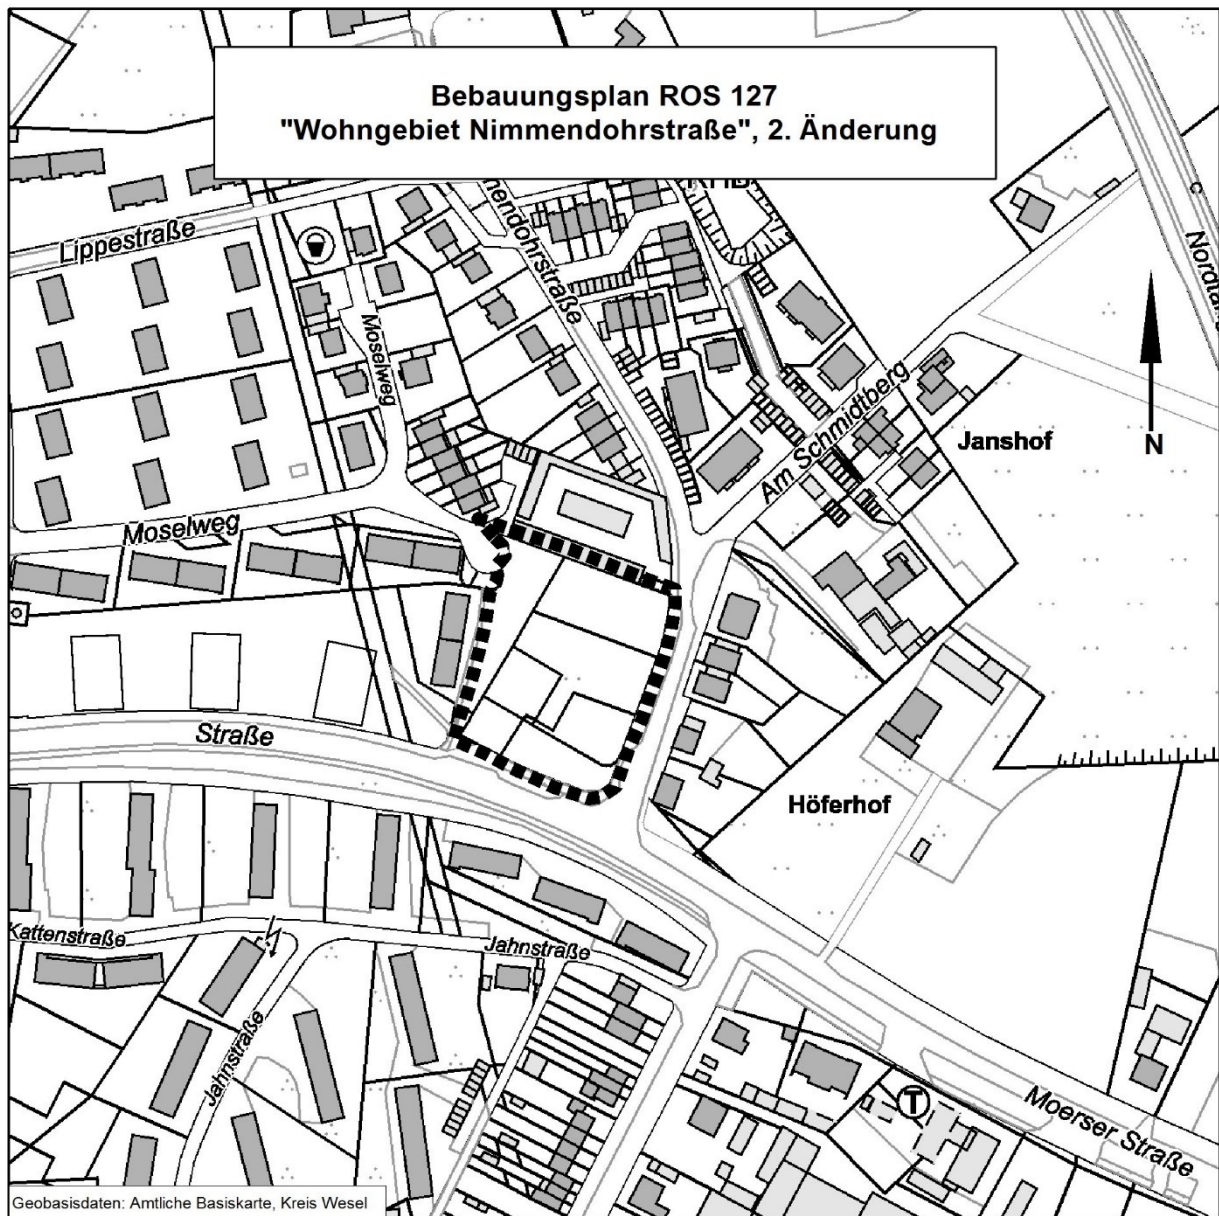 Bebauungsplan ROS 127
"Wohngebiet Nimmendohrstraße", 2. Änderung
Lippestraße
Moselweg
Am Schmidtberg
Janshof
N
Moselweg
Straße
Höferhof
Kattenstraße
Jahnstraße
Jahnstraße
T
Moerser Straße
Geobasisdaten: Amtliche Basiskarte, Kreis Wesel